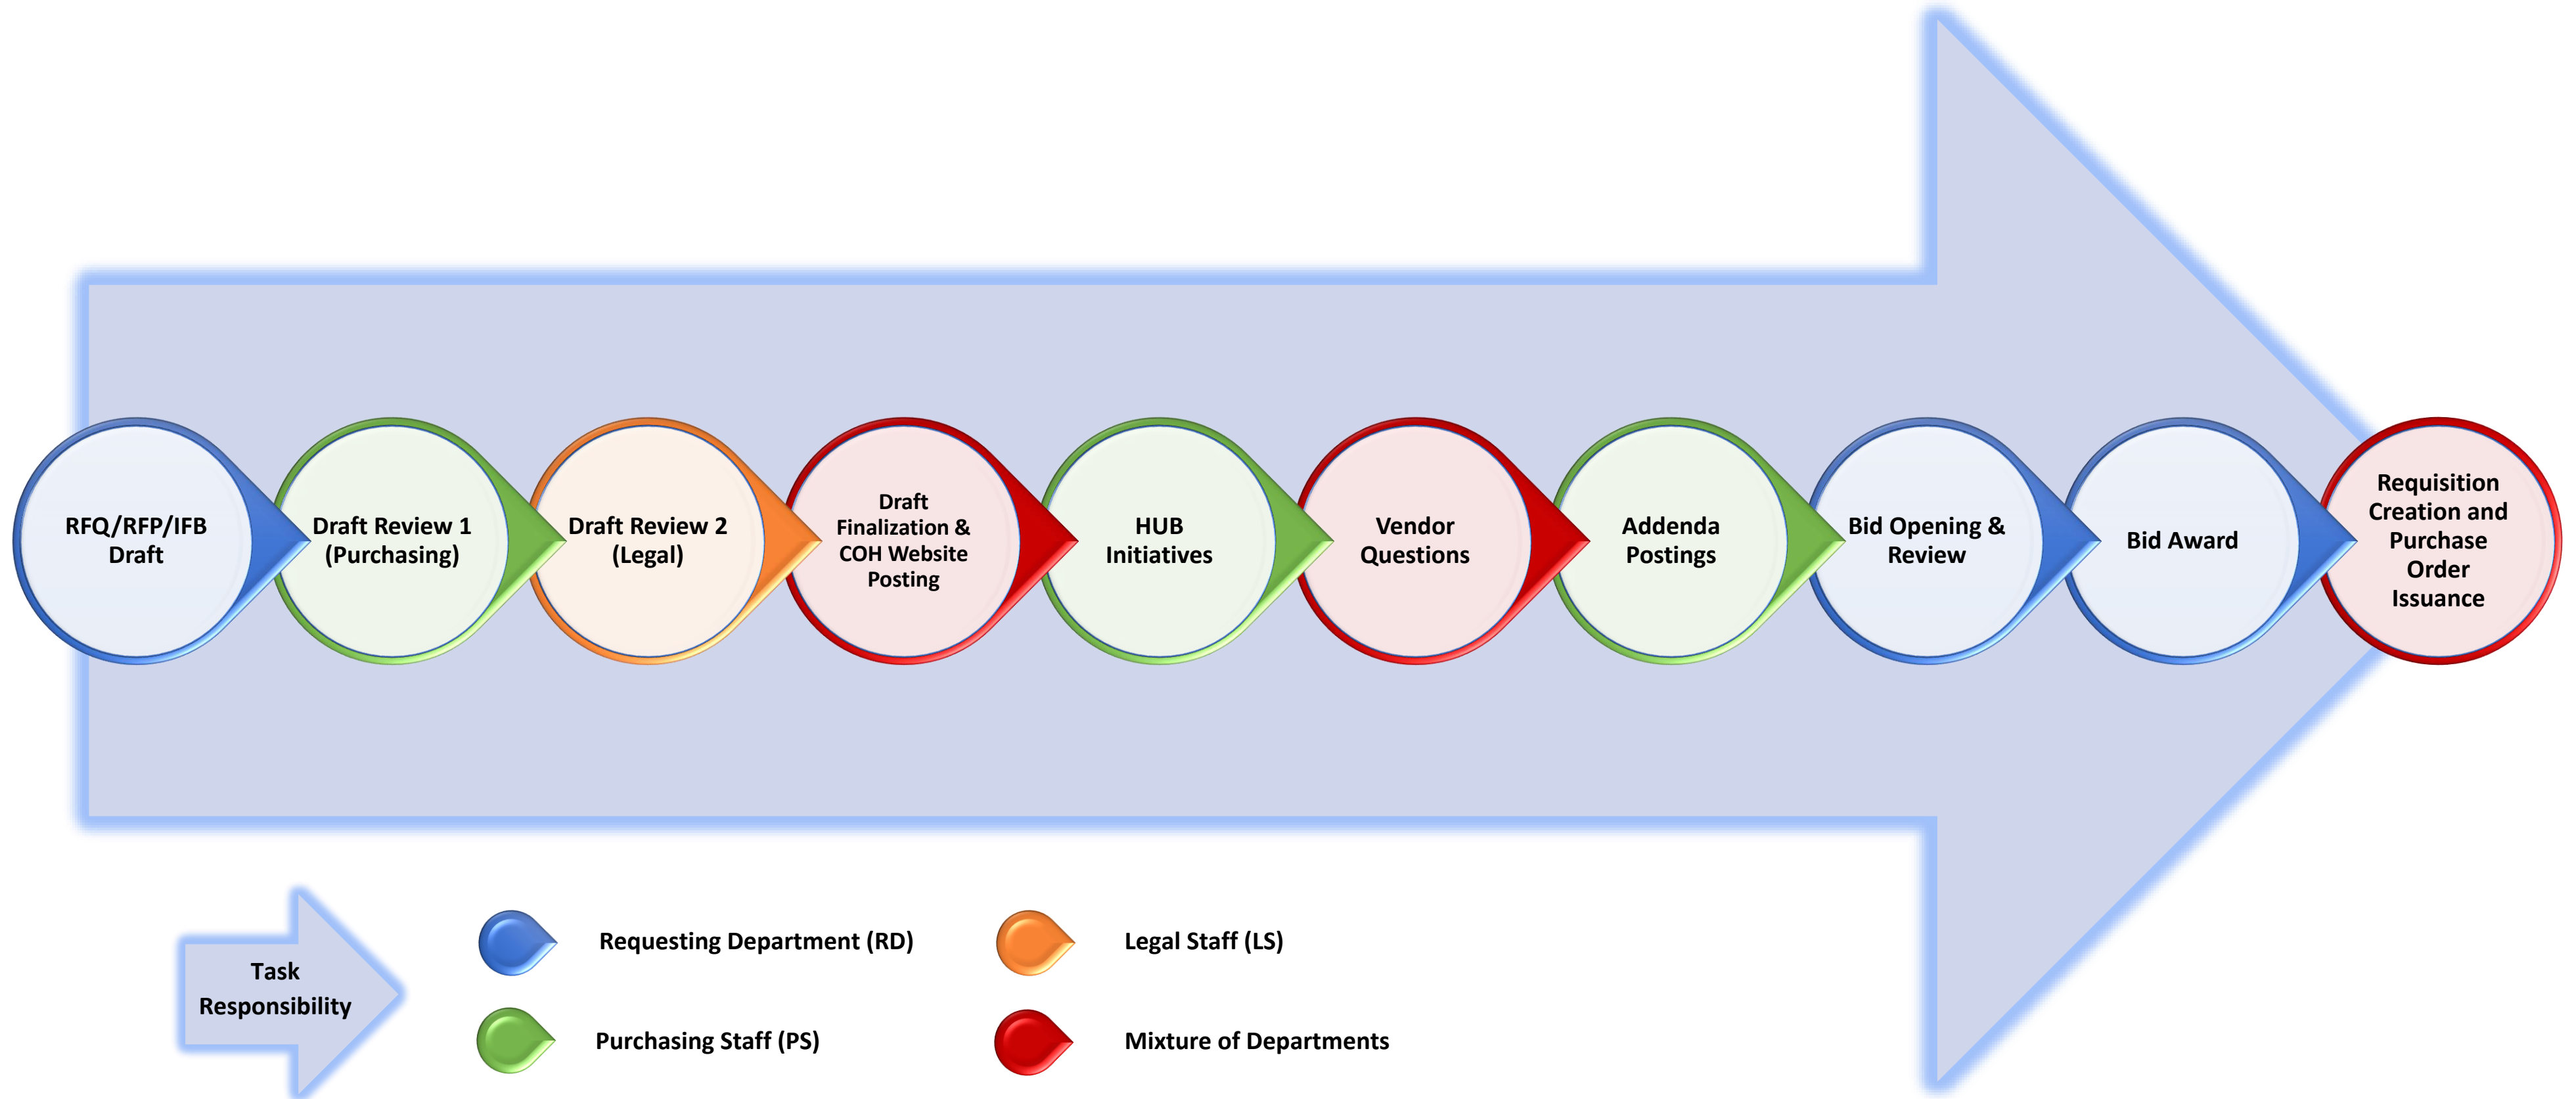 RFQ/RFP/IFB
Draft
Draft Review 1
(Purchasing)
Draft Review 2
(Legal)
Draft
Finalization &
COH Website
Posting
HUB
Initiatives
Vendor
Questions
Addenda
Postings
Bid Opening &
Review
Bid Award
Requisition
Creation and
Purchase
Order
Issuance
Task
Responsibility
Requesting Department (RD)
Legal Staff (LS)
Purchasing Staff (PS)
Mixture of Departments